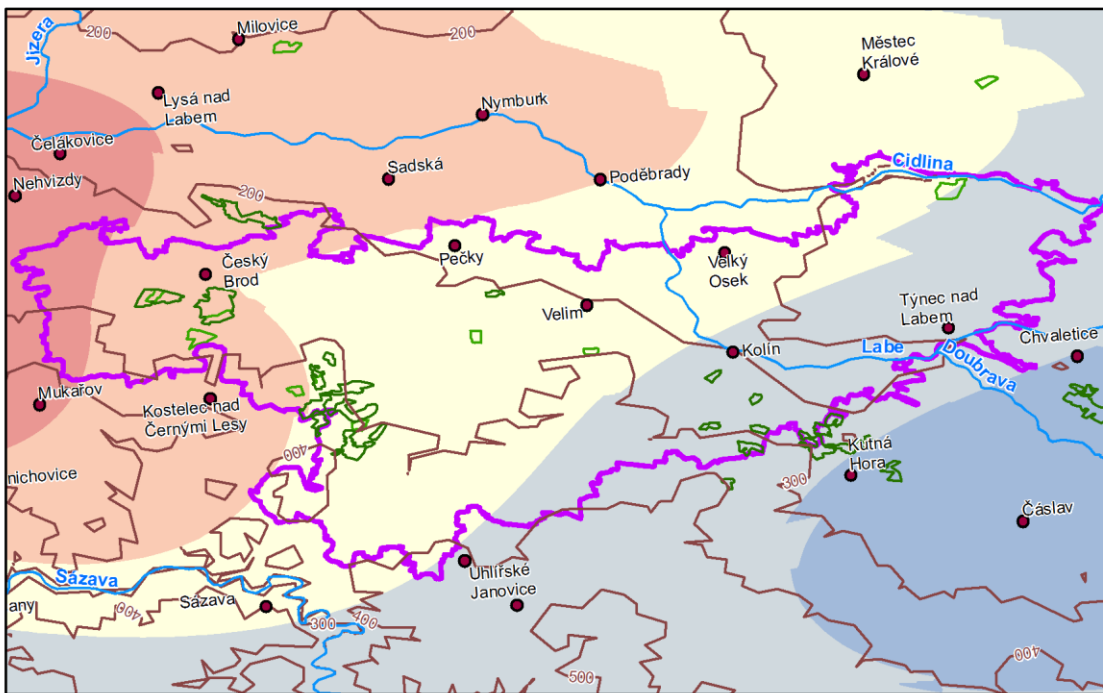 200
Milovice
200
Jizera
Městec
Králové
Lysá nad
Labem
Nymburk
Čelákovice
Cidlina
Nehvizdy
Sadská
Poděbrady
200
Pečky
Velký
Osek
Český
Brod
Velim
Týnec nad
Labem
Kolín
Labe
Doubrava
Chvaletice
Mukařov
Kostelec nad
Černými Lesy
400
Kutná
Hora
nichovice
300
Čáslav
Sázava
Uhlířské
Janovice
any
400
Sázava
300
400
500
400